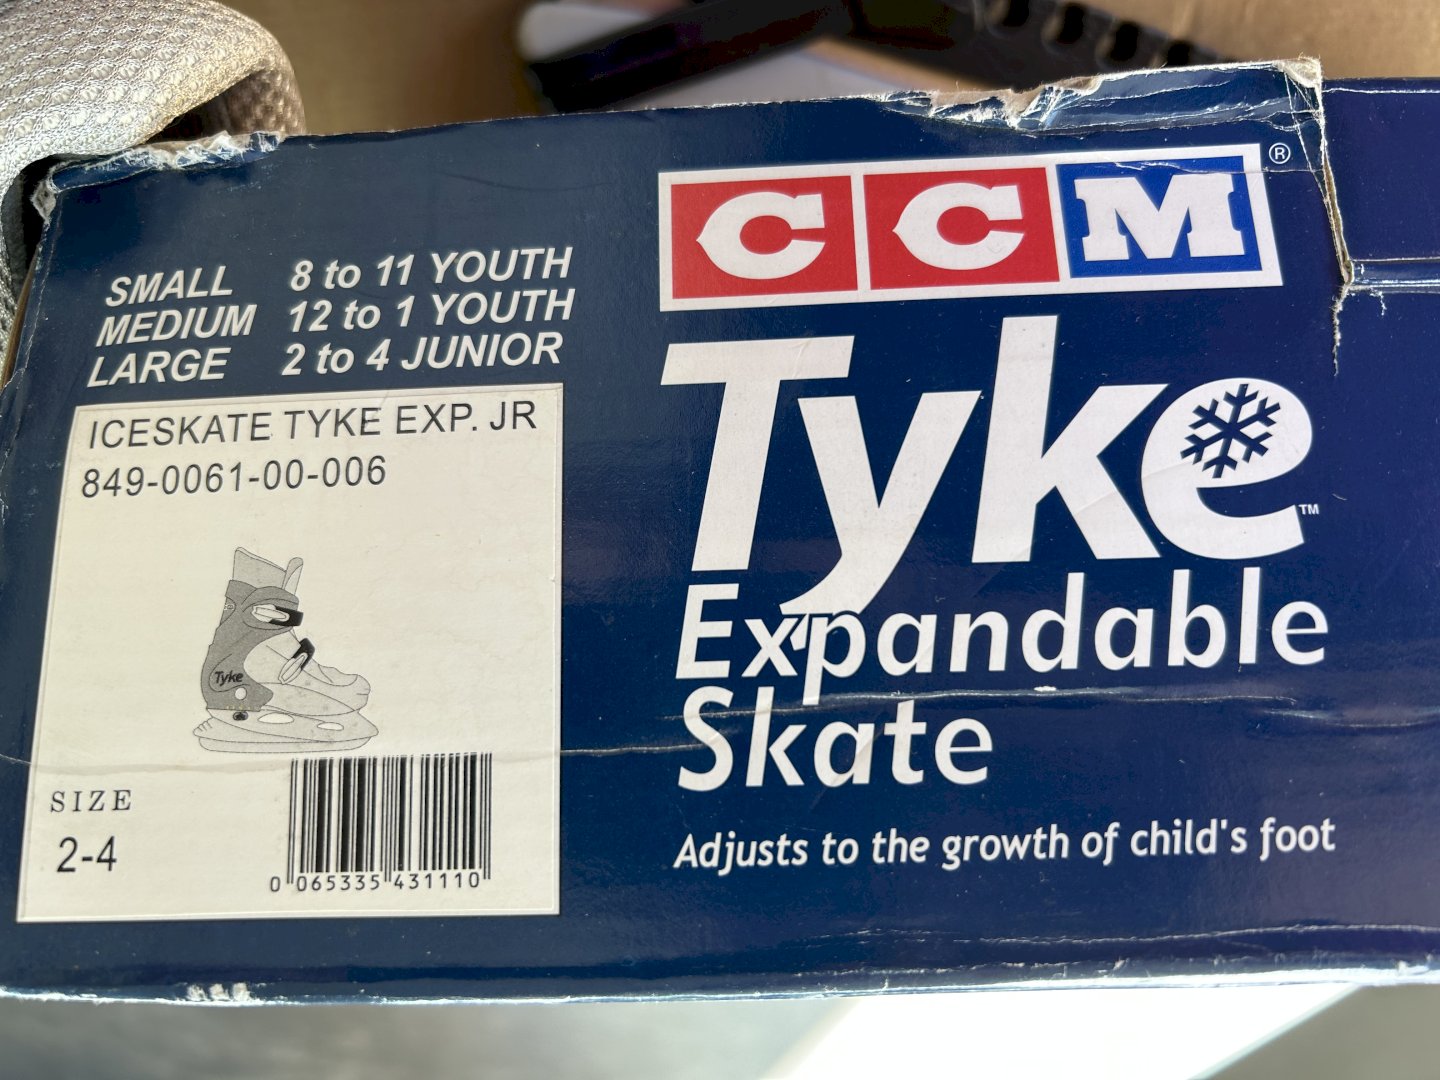 CCM®
Tyke™
Expandable
Skate
Adjusts to the growth of child's foot
SMALL 8 to 11 YOUTH
MEDIUM 12 to 1 YOUTH
LARGE 2 to 4 JUNIOR
ICESKATE TYKE EXP. JR
849-0061-00-006
Tyke
SIZE
2-4
0 065335 431110